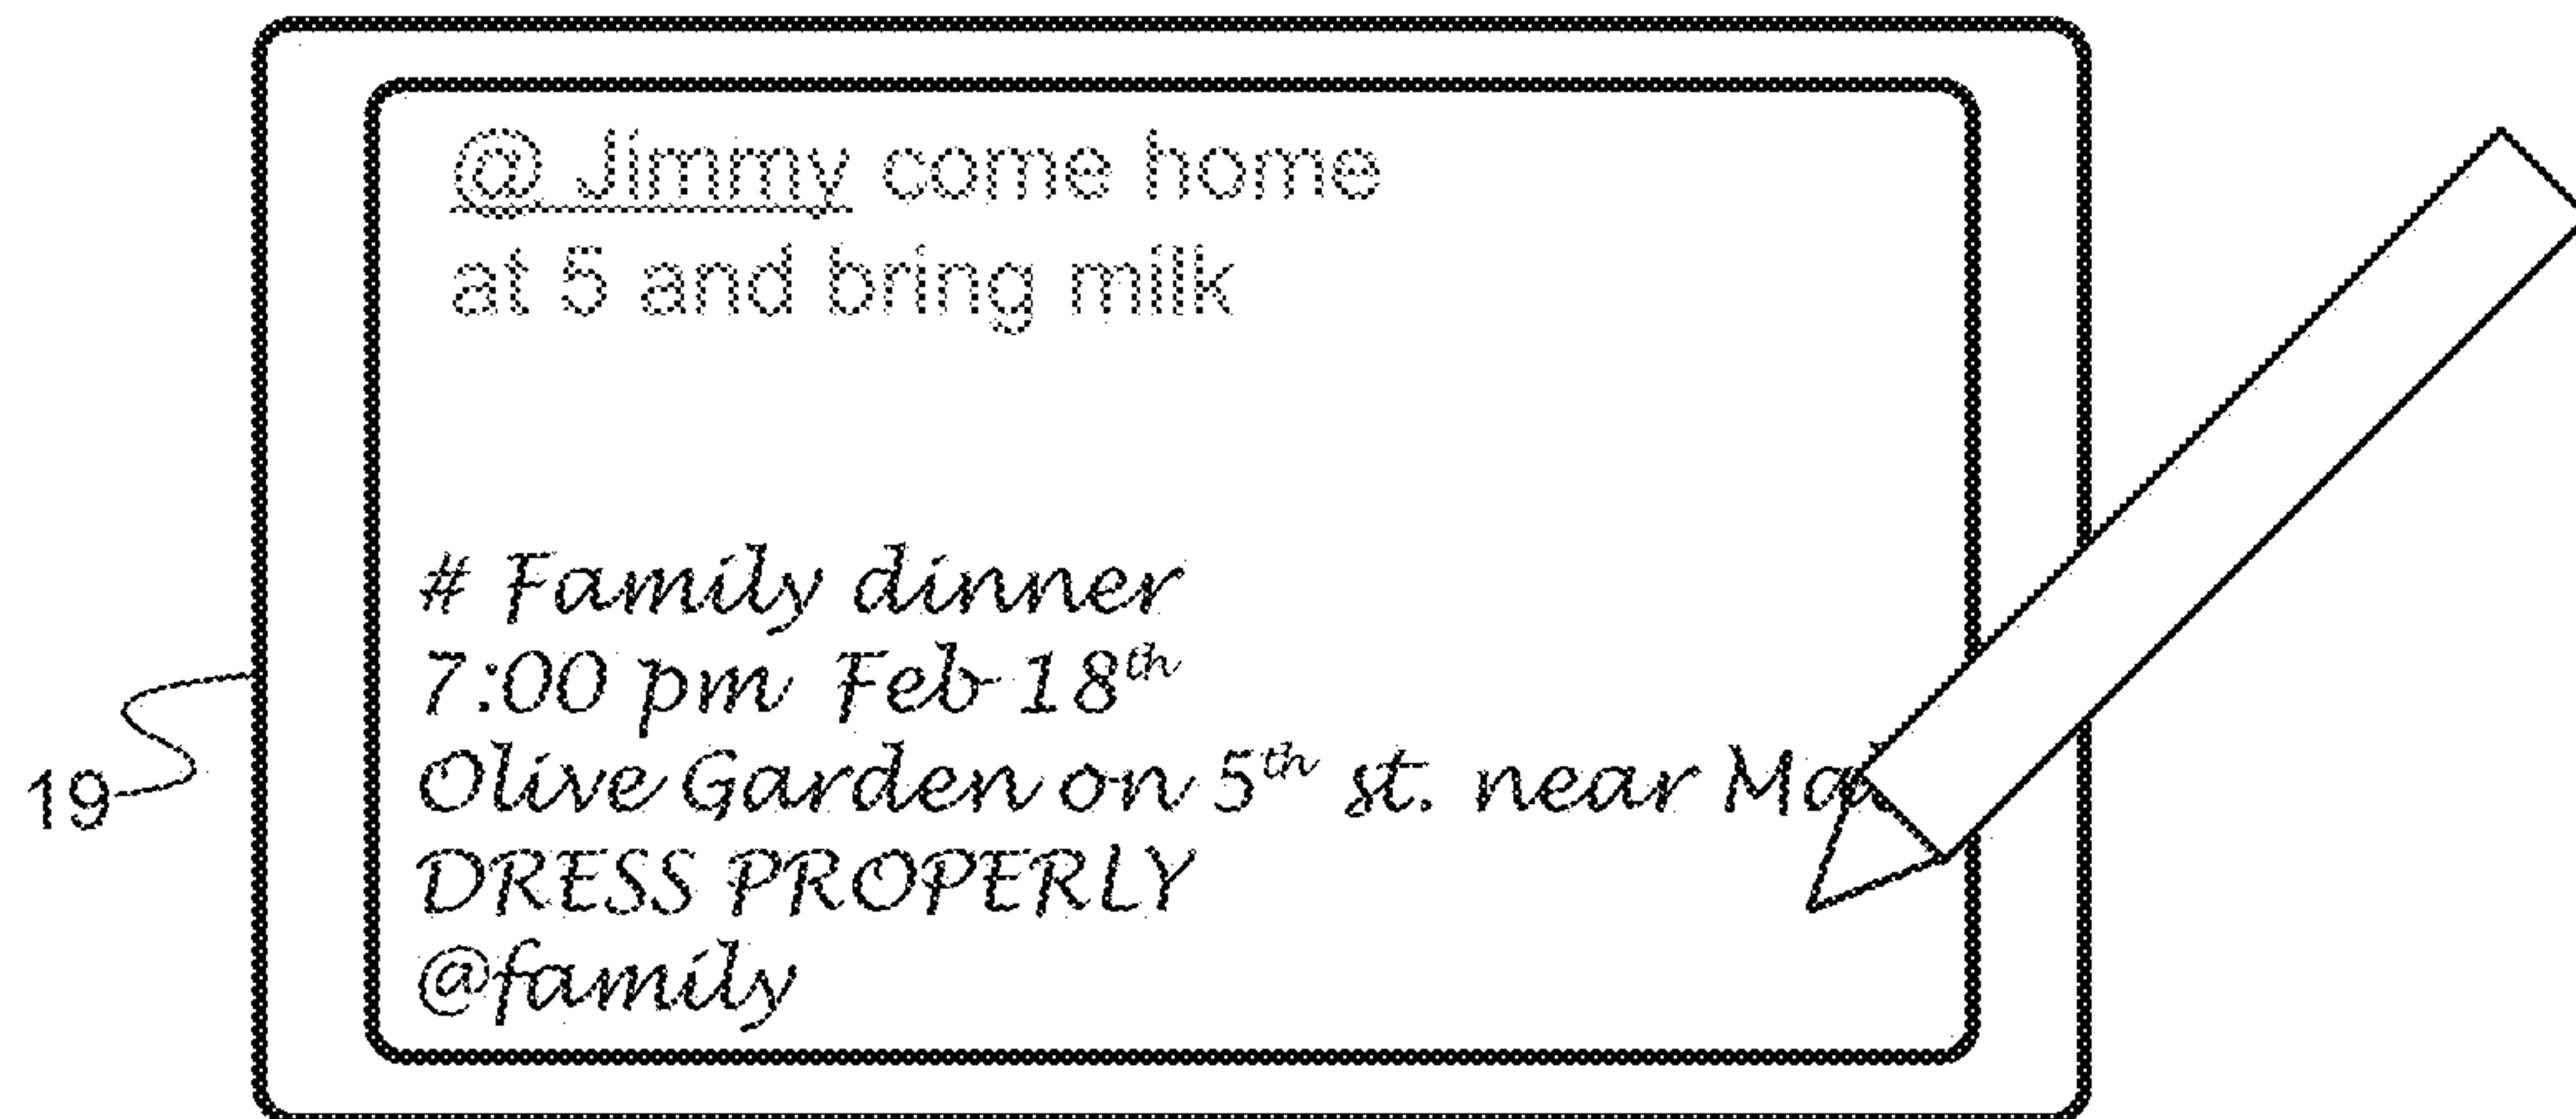 @ Jimmy come home
at 5 and bring milk
# Family dinner
7:00 pm Feb 18th
Olive Garden on 5th st. near
DRESS PROPERLY
@family
19